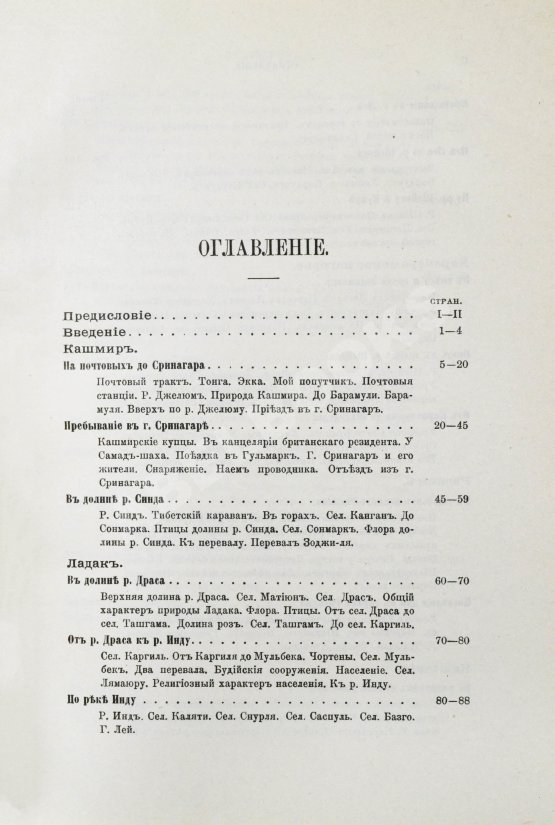 ОГЛАВЛЕНІЕ.
СТРАН.
Предисловіе. . . . . . . . . . . . . . . . . . . . I—II
Введеніе . . . . . . . . . . . . . . . . . . . . . . 1—4
Кашмиръ.
На почтовыхъ до Сринагара . . . . . . . . . . . . . . . 5—20
Почтовый трактъ. Тонга. Экка. Мой попутчикъ. Почтовыя
станціи. Р. Джелюмъ. Природа Кашмира. До Барамули. Бара-
муля. Вверхъ по р. Джелюму. Пріѣздъ въ г. Сринагаръ.
Пребываніе въ г. Сринагарѣ . . . . . . . . . . . . . . . 20—45
Кашмирскіе купцы. Въ канцеляріи британскаго резидента. У
Самадъ-шаха. Поѣздка въ Гульмаркъ. Г. Сринагаръ и его
жители. Снаряженіе. Наемъ проводника. Отъѣздъ изъ г.
Сринагара.
Въ долинѣ р. Синда . . . . . . . . . . . . . . . . . . 45—59
Р. Синдъ. Тибетскій караванъ. Въ горахъ. Сел. Канганъ. До
Сонмарка. Птицы долины р. Синда. Сел. Сонмаркъ. Флора до-
лины р. Синда. Къ перевалу. Перевалъ Зоджи-ля.
Ладакъ.
Въ долинѣ р. Драса . . . . . . . . . . . . . . . . . . 60—70
Верхняя долина р. Драса. Сел. Матіюнъ. Сел. Драсъ. Общій
характеръ природы Ладака. Флора. Птицы. Отъ сел. Драса до
сел. Ташгама. Долина розъ. Сел. Ташгамъ. До сел. Каргиль.
Отъ р. Драса къ р. Инду. . . . . . . . . . . . . . . . . 70—80
Сел. Каргиль. Отъ Каргиля до Мульбека. Чортены. Сел. Муль-
бекъ. Два перевала. Будійскія сооруженія. Населеніе. Сел.
Лямаюру. Религіозный характеръ населенія. Къ р. Инду.
По рѣкѣ Инду . . . . . . . . . . . . . . . . . . . . . 80—88
Р. Индъ. Сел. Каляти. Сел. Снурля. Сел. Саспуль. Сел. Базго.
Г. Лей.